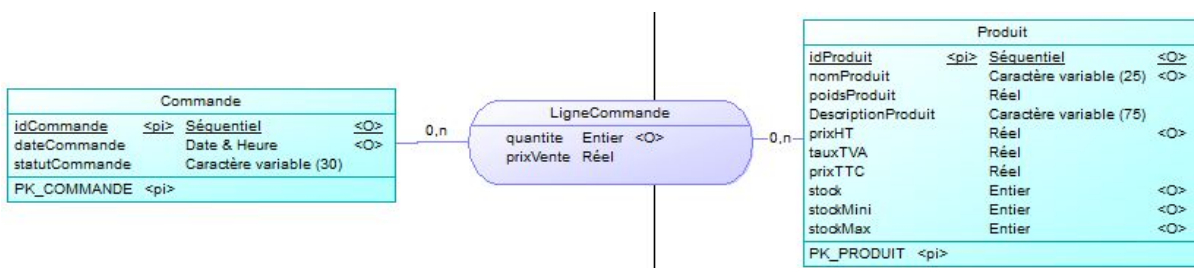 Commande
idCommande <pi> Séquentiel <O>
dateCommande Date & Heure <O>
statutCommande Caractère variable (30)
PK_COMMANDE <pi>
0,n
LigneCommande
quantite Entier <O>
prixVente Réel
0,n
Produit
idProduit <pi> Séquentiel <O>
nomProduit Caractère variable (25) <O>
poidsProduit Réel
DescriptionProduit Caractère variable (75)
prixHT Réel <O>
tauxTVA Réel
prixTTC Réel
stock Entier <O>
stockMini Entier <O>
stockMax Entier <O>
PK_PRODUIT <pi>